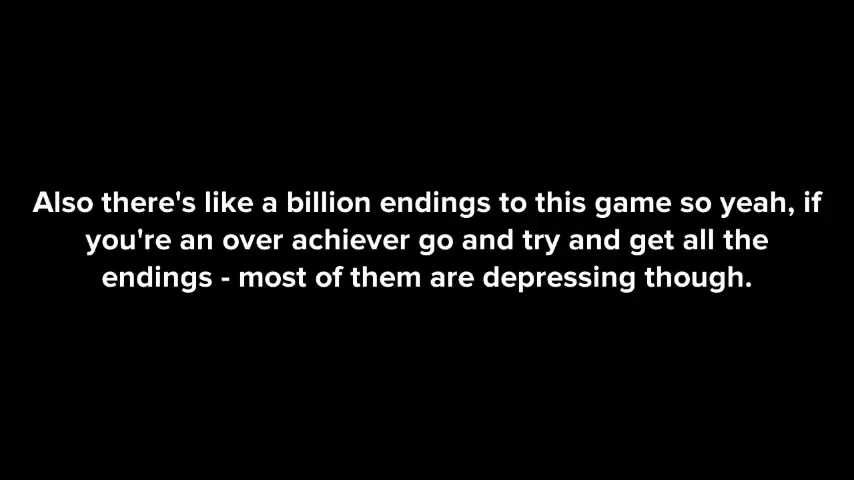 Also there's like a billion endings to this game so yeah, if
you're an over achiever go and try and get all the
endings - most of them are depressing though.